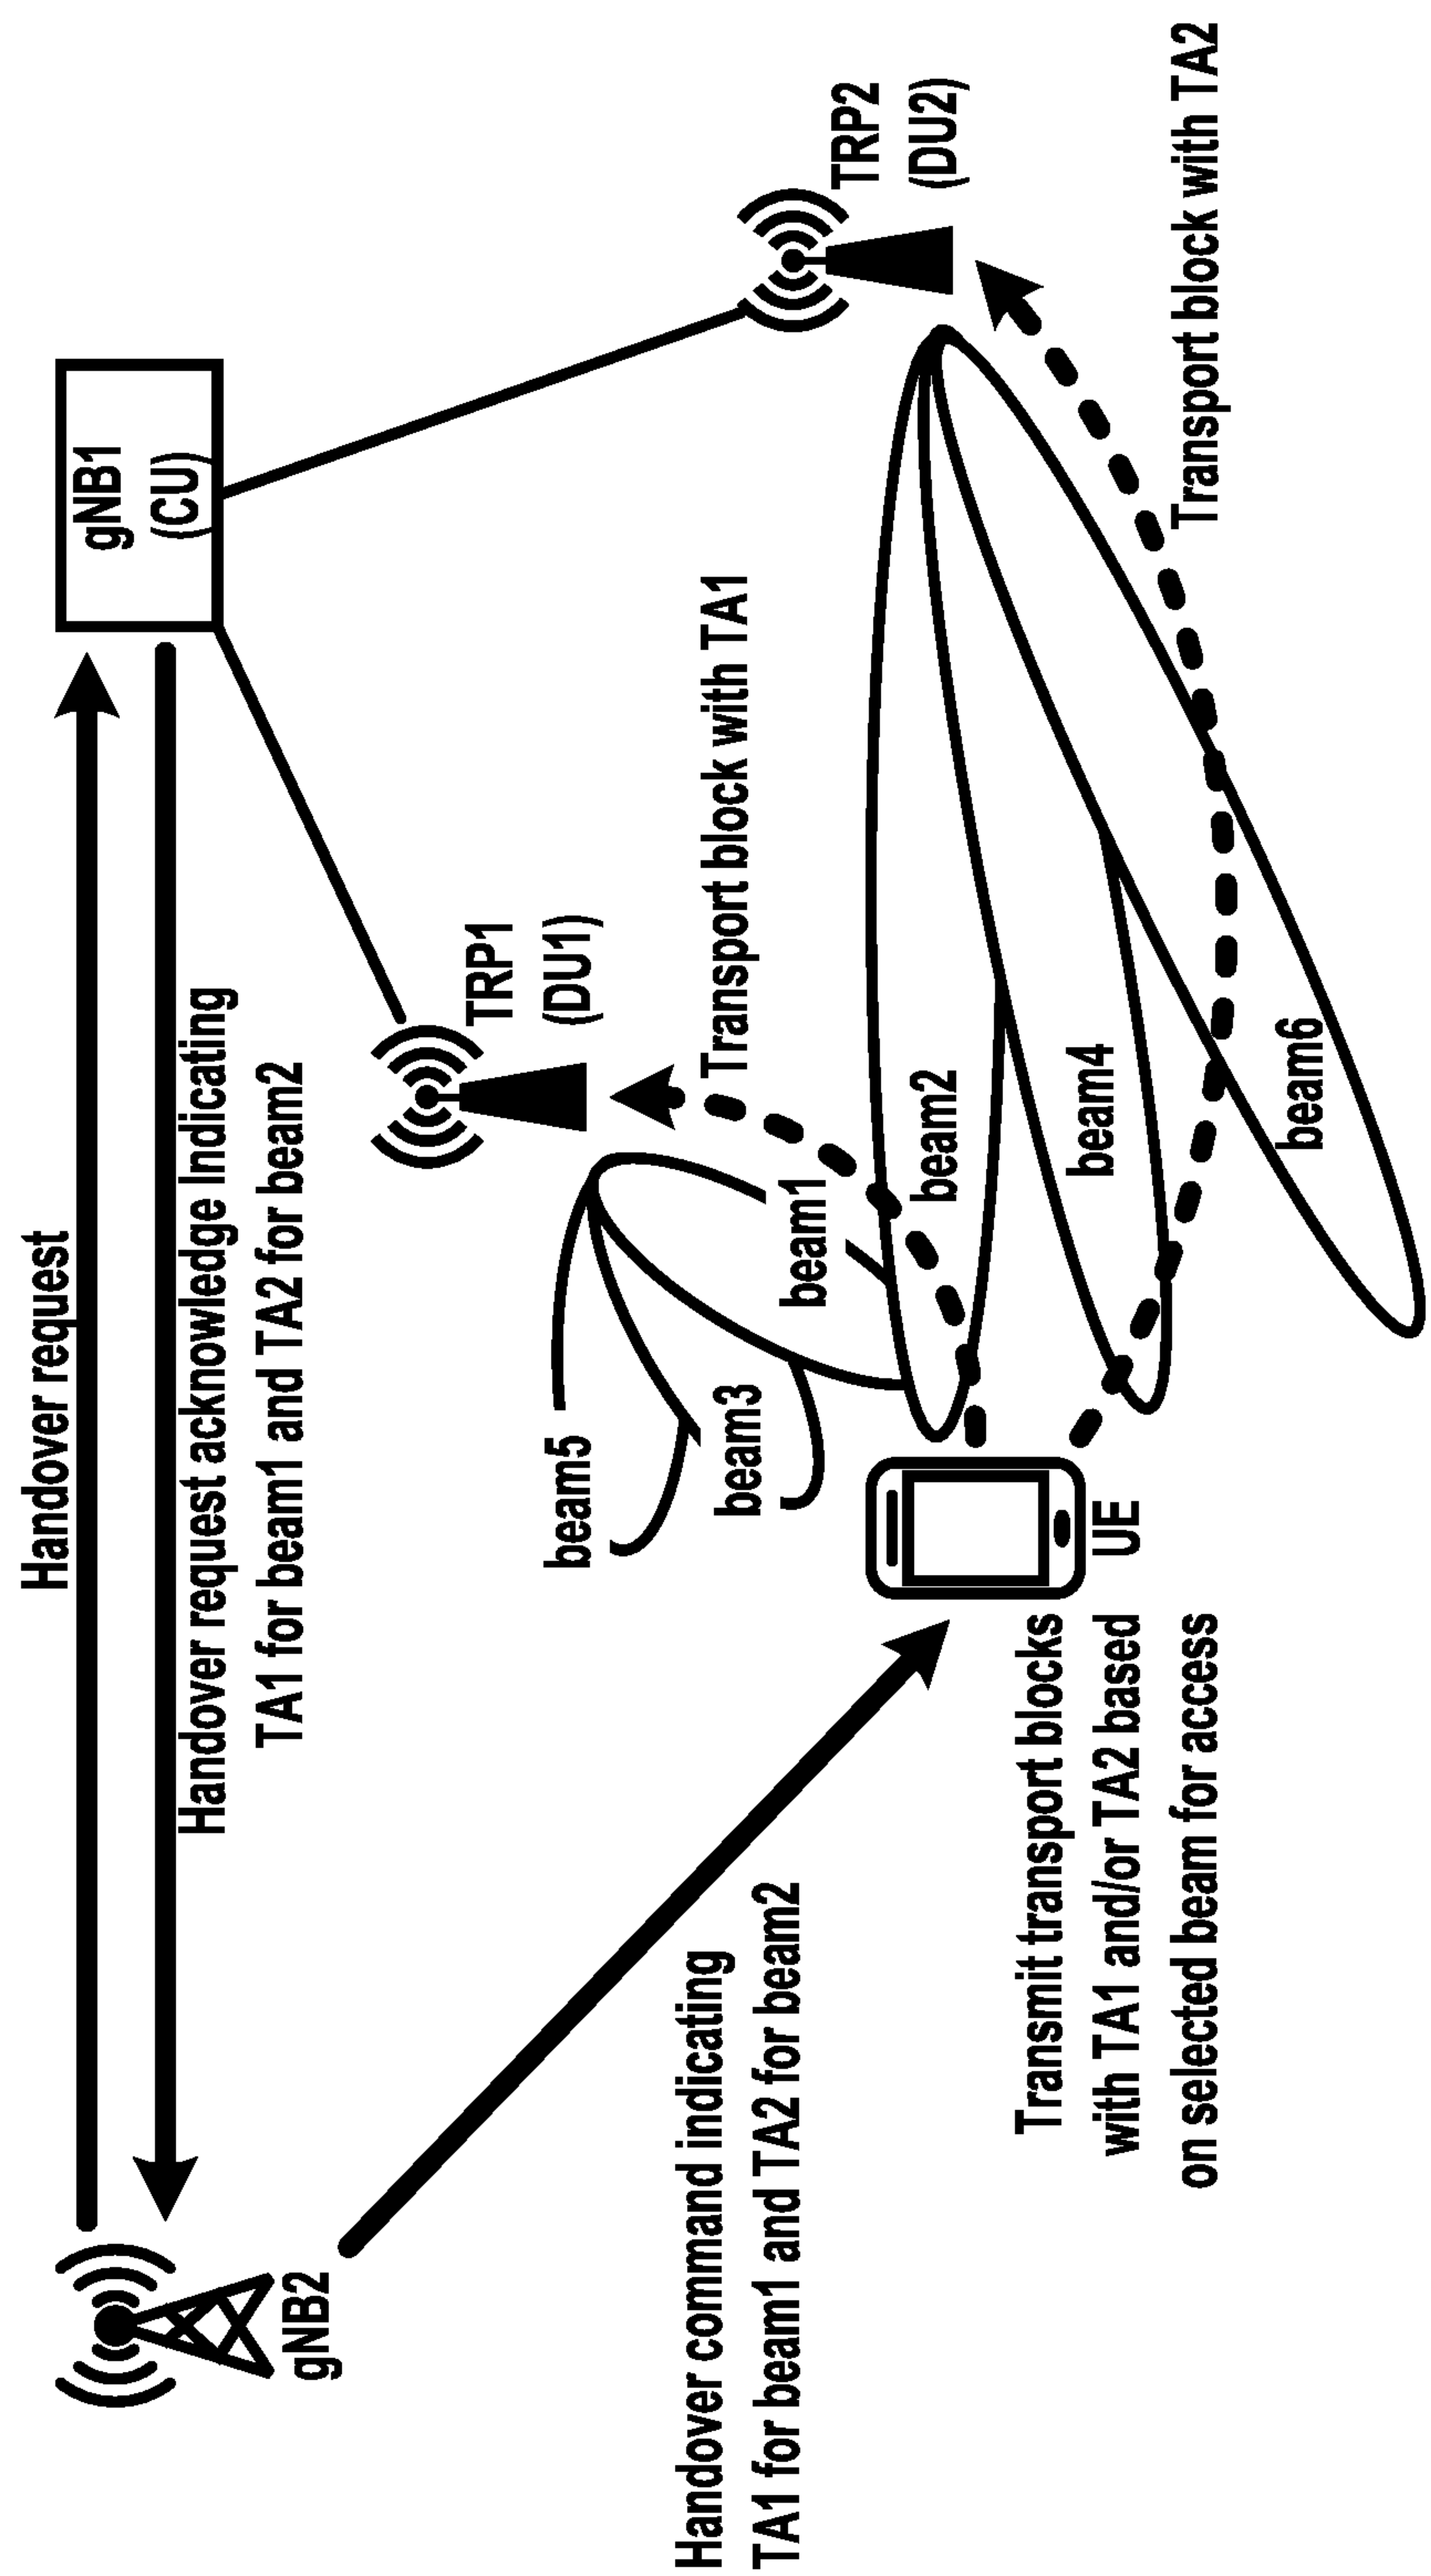 Handover request
Handover request acknowledge Indicating
TA1 for beam1 and TA2 for beam2
gNB1
(CU)
gNB2
TRP1
(DU1)
TRP2
(DU2)
Handover command indicating
TA1 for beam1 and TA2 for beam2
beam5
beam3
beam1
Transport block with TA1
beam2
beam4
beam6
UE
Transmit transport blocks
with TA1 and/or TA2 based
on selected beam for access
Transport block with TA2